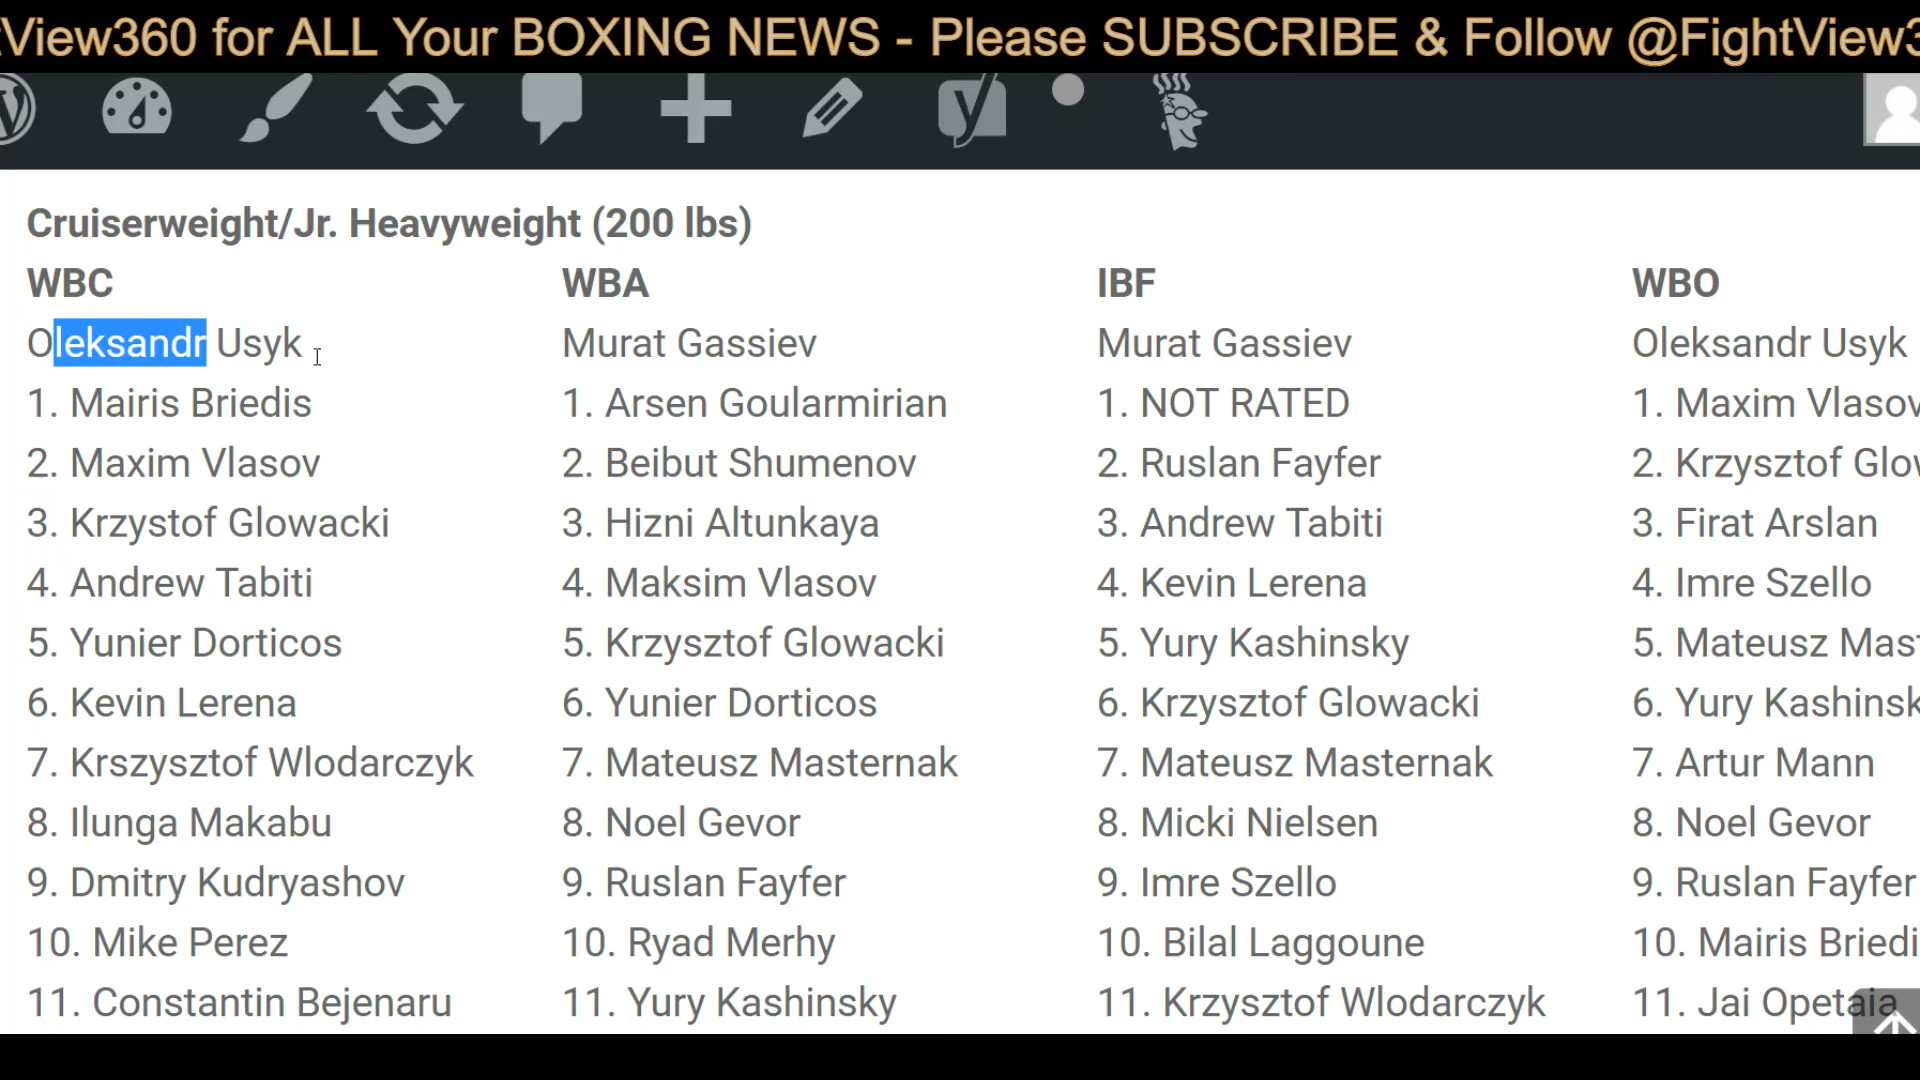 tView360 for ALL Your BOXING NEWS - Please SUBSCRIBE & Follow @FightView3
Cruiserweight/Jr. Heavyweight (200 lbs)
WBC WBA IBF WBO
Oleksandr Usyk Murat Gassiev Murat Gassiev Oleksandr Usyk
1. Mairis Briedis 1. Arsen Goularmirian 1. NOT RATED 1. Maxim Vlasov
2. Maxim Vlasov 2. Beibut Shumenov 2. Ruslan Fayfer 2. Krzysztof Glow
3. Krzystof Glowacki 3. Hizni Altunkaya 3. Andrew Tabiti 3. Firat Arslan
4. Andrew Tabiti 4. Maksim Vlasov 4. Kevin Lerena 4. Imre Szello
5. Yunier Dorticos 5. Krzysztof Glowacki 5. Yury Kashinsky 5. Mateusz Mast
6. Kevin Lerena 6. Yunier Dorticos 6. Krzysztof Glowacki 6. Yury Kashinsk
7. Krszysztof Wlodarczyk 7. Mateusz Masternak 7. Mateusz Masternak 7. Artur Mann
8. Ilunga Makabu 8. Noel Gevor 8. Micki Nielsen 8. Noel Gevor
9. Dmitry Kudryashov 9. Ruslan Fayfer 9. Imre Szello 9. Ruslan Fayfer
10. Mike Perez 10. Ryad Merhy 10. Bilal Laggoune 10. Mairis Briedi
11. Constantin Bejenaru 11. Yury Kashinsky 11. Krzysztof Wlodarczyk 11. Jai Opetaia